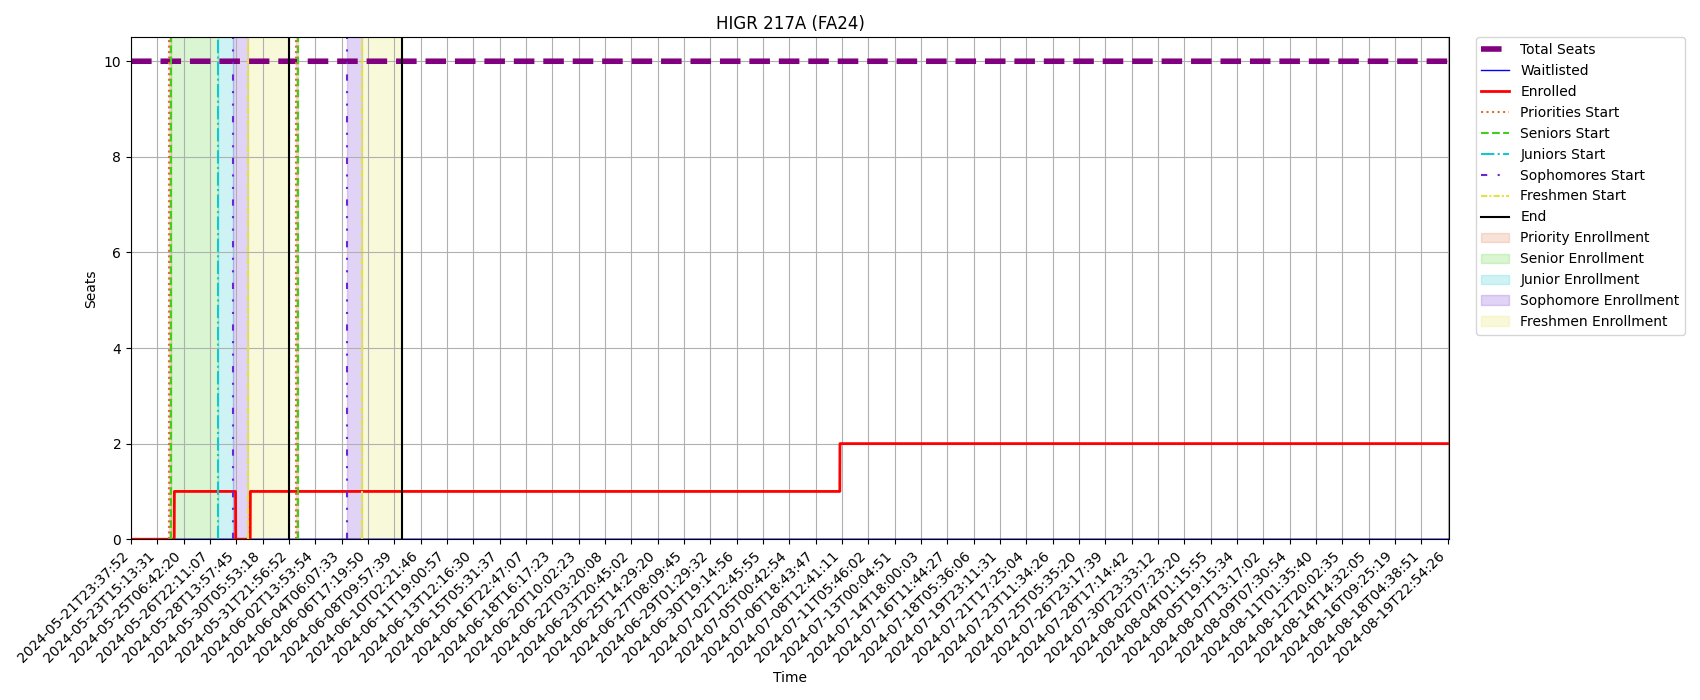 HIGR 217A (FA24)
10
8
6
4
2
0
Seats
2024-05-21T23:37:52
2024-05-23T15:13:31
2024-05-25T06:42:20
2024-05-26T22:11:07
2024-05-28T13:57:45
2024-05-30T05:53:18
2024-05-31T21:56:52
2024-06-02T13:53:54
2024-06-04T06:07:33
2024-06-06T17:19:50
2024-06-08T09:57:39
2024-06-10T02:21:46
2024-06-11T19:00:57
2024-06-13T12:16:30
2024-06-15T05:31:37
2024-06-16T22:47:07
2024-06-18T16:17:23
2024-06-20T10:02:23
2024-06-22T03:20:08
2024-06-23T20:45:02
2024-06-25T14:29:20
2024-06-27T08:09:45
2024-06-29T01:29:32
2024-06-30T19:14:56
2024-07-02T12:45:55
2024-07-05T00:42:54
2024-07-06T18:43:47
2024-07-08T12:41:11
2024-07-11T05:46:02
2024-07-13T00:04:51
2024-07-14T18:00:03
2024-07-16T11:44:27
2024-07-18T05:36:06
2024-07-19T23:11:31
2024-07-21T17:25:04
2024-07-23T11:34:26
2024-07-25T05:35:20
2024-07-26T23:17:39
2024-07-28T17:14:42
2024-07-30T23:33:12
2024-08-02T07:23:20
2024-08-04T01:15:55
2024-08-05T19:15:34
2024-08-07T13:17:02
2024-08-09T07:30:54
2024-08-11T01:35:40
2024-08-12T20:02:35
2024-08-14T14:32:05
2024-08-16T09:25:19
2024-08-18T04:38:51
2024-08-19T22:54:26
Time
Total Seats
Waitlisted
Enrolled
Priorities Start
Seniors Start
Juniors Start
Sophomores Start
Freshmen Start
End
Priority Enrollment
Senior Enrollment
Junior Enrollment
Sophomore Enrollment
Freshmen Enrollment